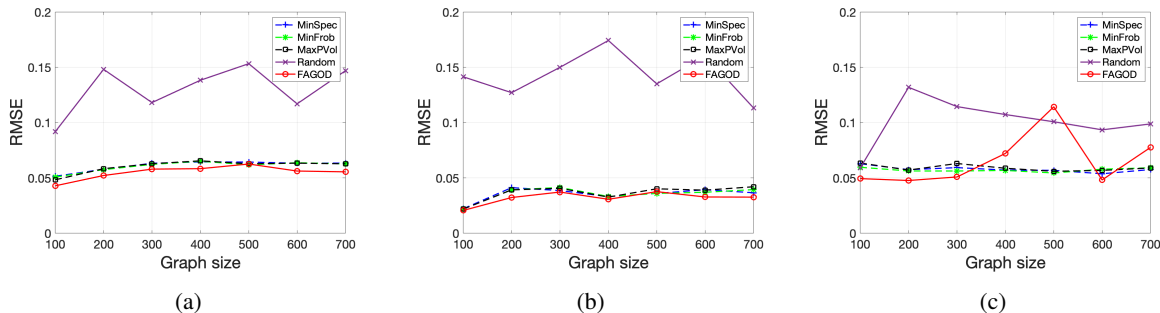 0.2
0.15
0.1
0.05
0
RMSE
MinSpec
MinFrob
MaxPVol
Random
FAGOD
100 200 300 400 500 600 700
Graph size
(a)
0.2
0.15
0.1
0.05
0
RMSE
MinSpec
MinFrob
MaxPVol
Random
FAGOD
100 200 300 400 500 600 700
Graph size
(b)
0.2
0.15
0.1
0.05
0
RMSE
MinSpec
MinFrob
MaxPVol
Random
FAGOD
100 200 300 400 500 600 700
Graph size
(c)